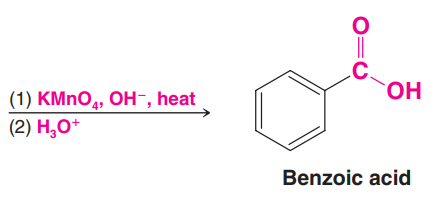 O
C
OH
(1) KMnO₄, OH⁻, heat
(2) H₃O⁺
Benzoic acid